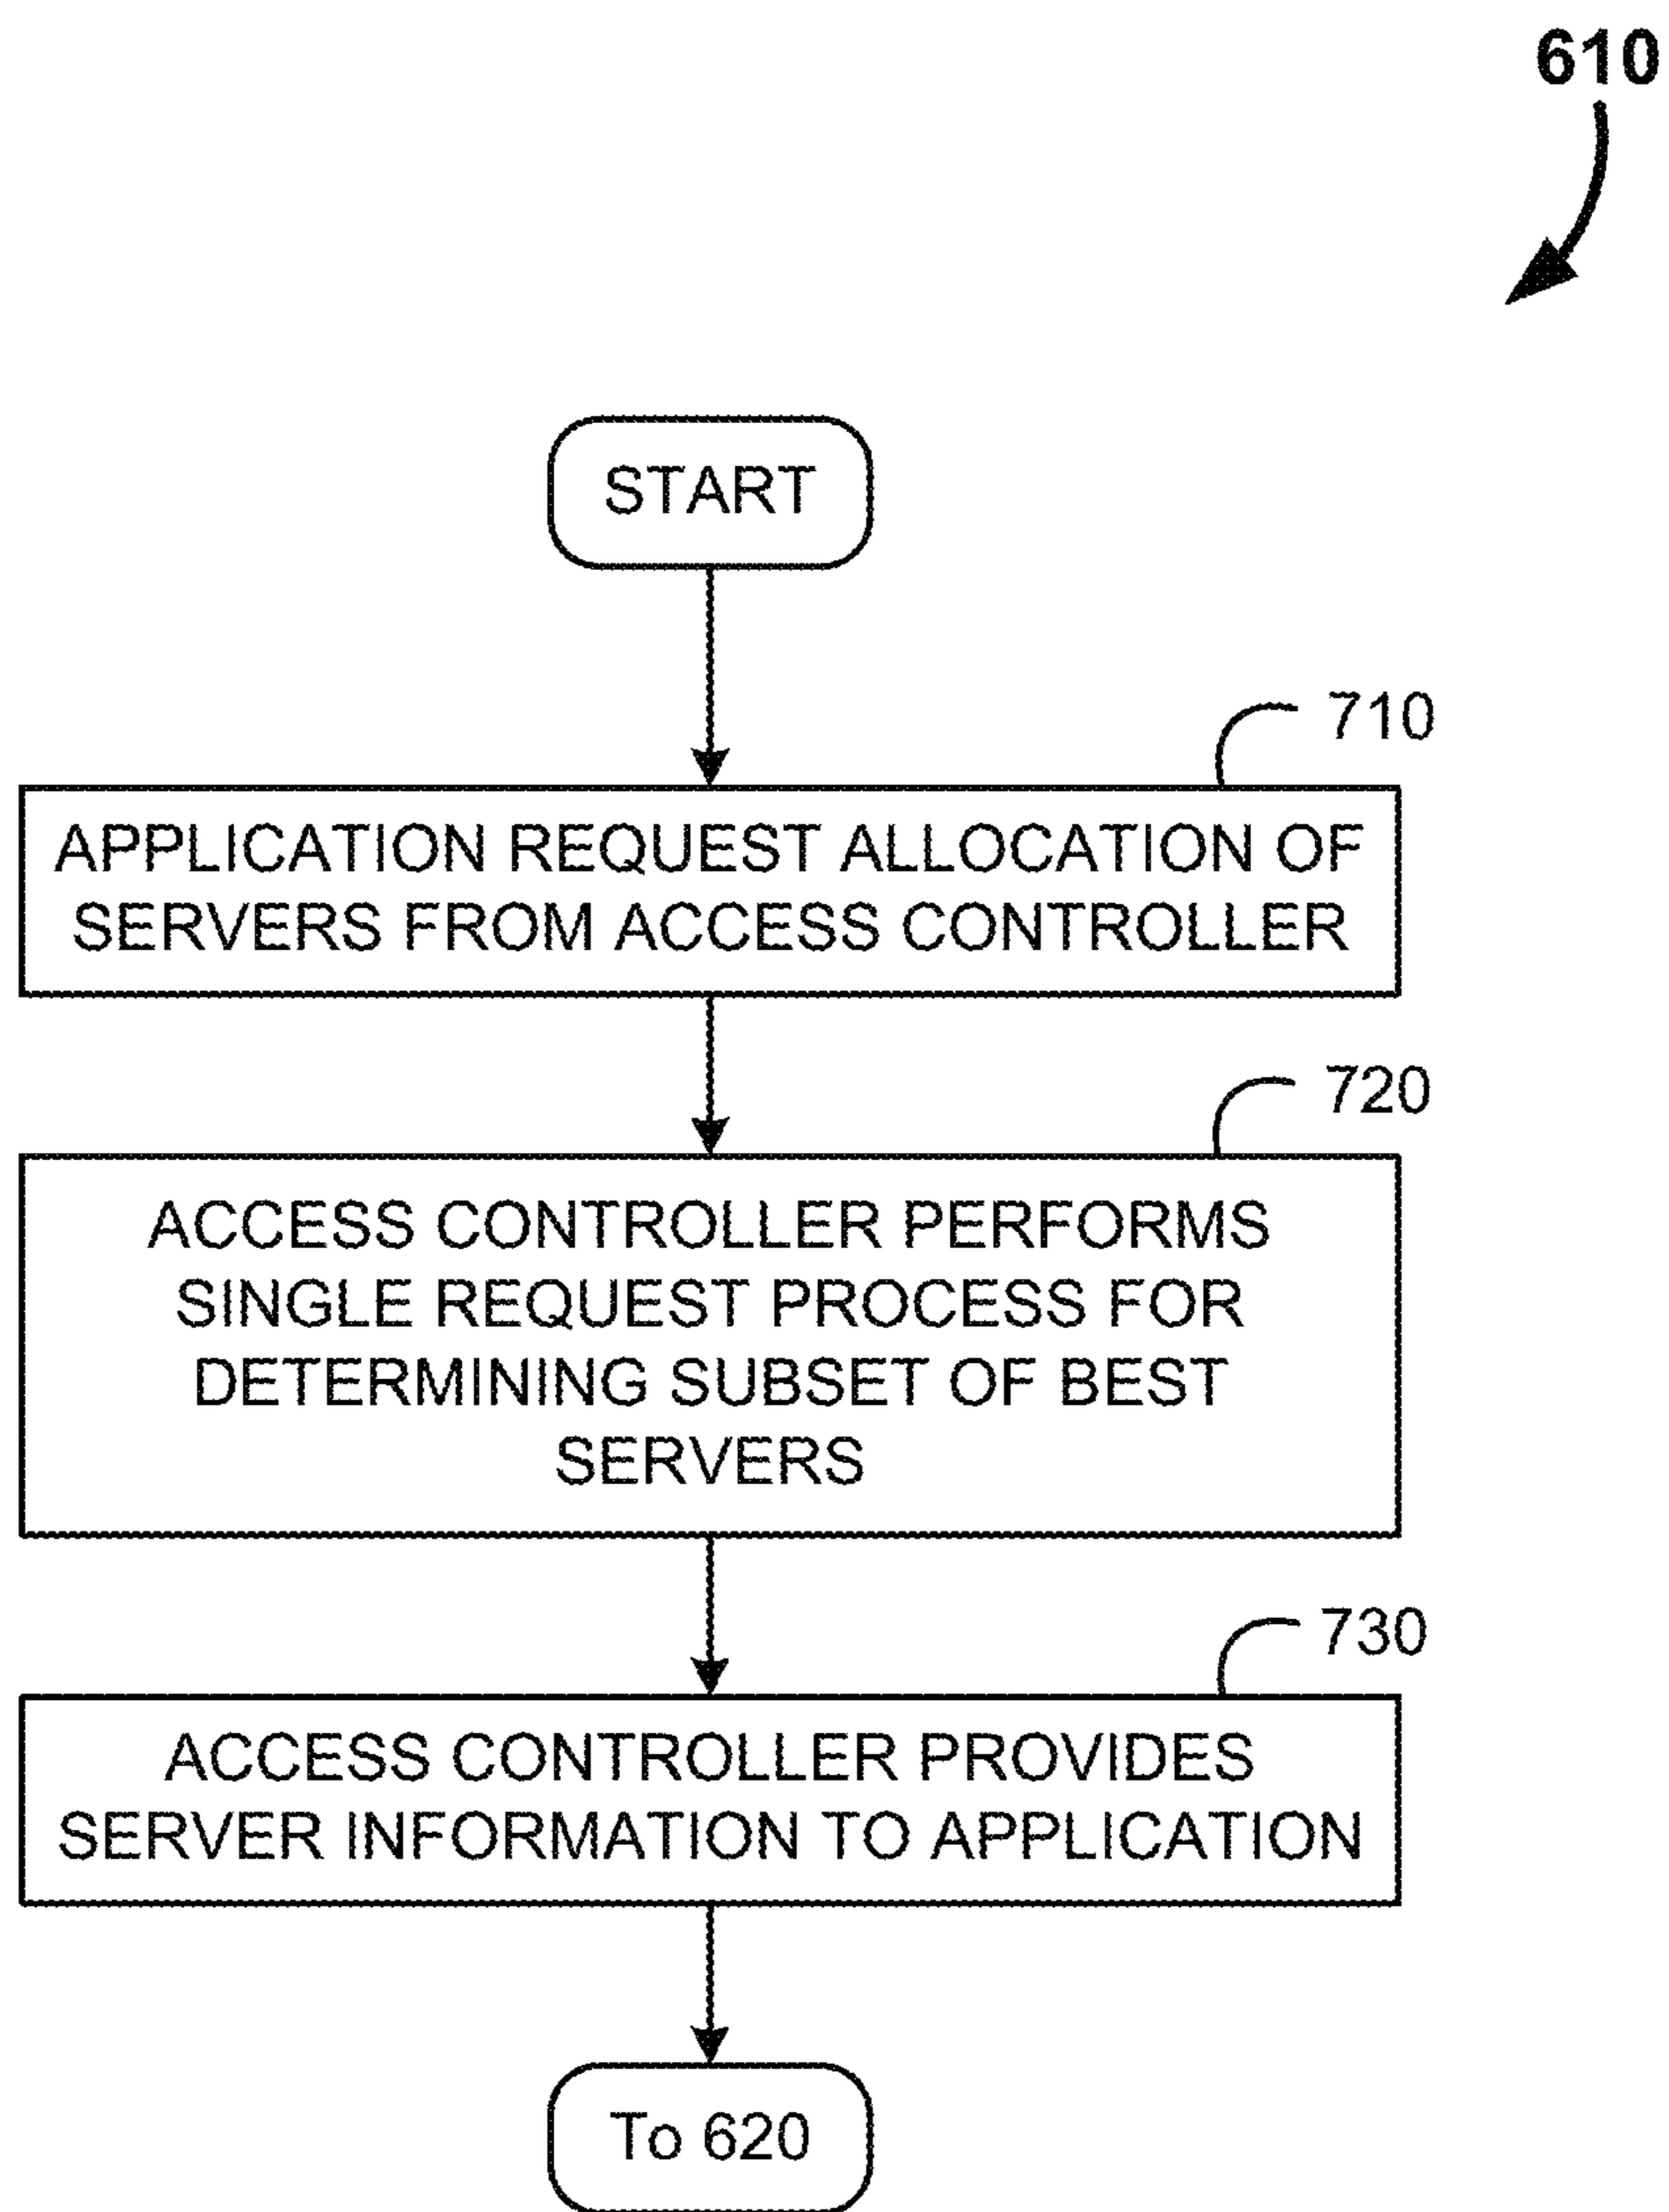 610
START
710
APPLICATION REQUEST ALLOCATION OF
SERVERS FROM ACCESS CONTROLLER
720
ACCESS CONTROLLER PERFORMS
SINGLE REQUEST PROCESS FOR
DETERMINING SUBSET OF BEST
SERVERS
730
ACCESS CONTROLLER PROVIDES
SERVER INFORMATION TO APPLICATION
To 620